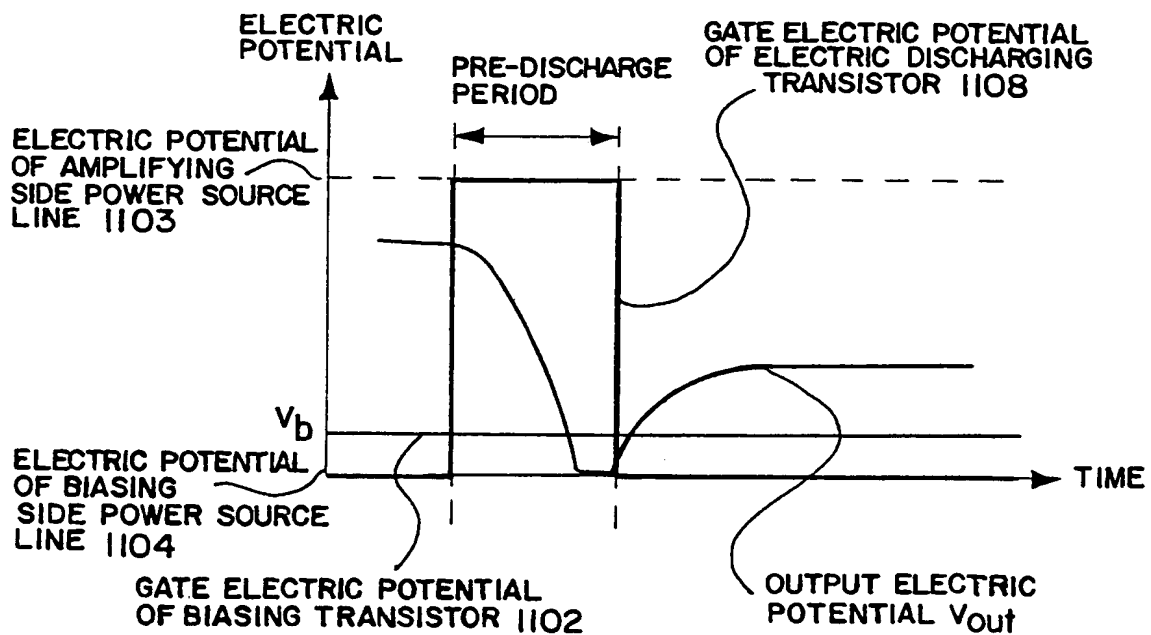 ELECTRIC
POTENTIAL
PRE-DISCHARGE
PERIOD
GATE ELECTRIC POTENTIAL
OF ELECTRIC DISCHARGING
TRANSISTOR 1108
ELECTRIC POTENTIAL
OF AMPLIFYING
SIDE POWER SOURCE
LINE 1103
Vb
ELECTRIC POTENTIAL
OF BIASING
SIDE POWER SOURCE
LINE 1104
TIME
GATE ELECTRIC POTENTIAL
OF BIASING TRANSISTOR 1102
OUTPUT ELECTRIC
POTENTIAL Vout